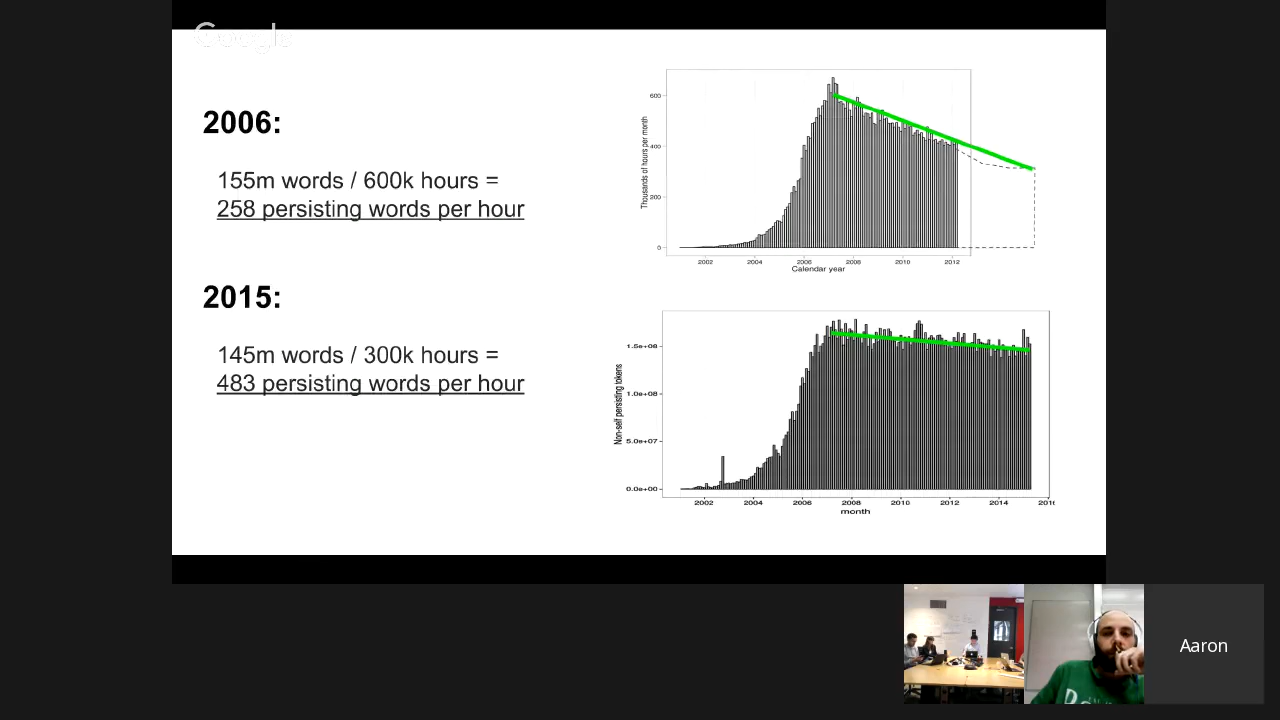 Google
2006:
155m words / 600k hours =
258 persisting words per hour
2015:
145m words / 300k hours =
483 persisting words per hour
Thousands of hours per month
600
400
200
0
2002 2004 2006 2008 2010 2012
Calendar year
Non-self persisting tokens
1.5e+08
1.0e+08
5.0e+07
0.0e+00
2002 2004 2006 2008 2010 2012 2014
month
Aaron